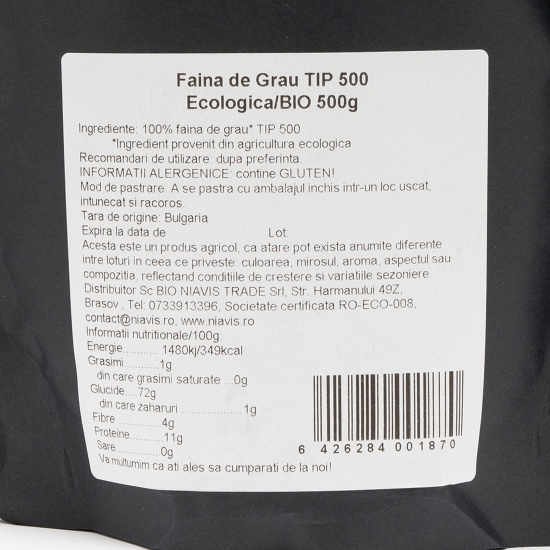 Faina de Grau TIP 500
Ecologica/BIO 500g
Ingrediente: 100% faina de grau* TIP 500
*Ingredient provenit din agricultura ecologica
Recomandari de utilizare: dupa preferinta.
INFORMATII ALERGENICE: contine GLUTEN!
Mod de pastrare: A se pastra cu ambalajul inchis intr-un loc uscat,
intunecat si racoros.
Tara de origine: Bulgaria
Expira la data de Lot:
Acesta este un produs agricol, ca atare pot exista anumite diferente
intre loturi in ceea ce priveste: culoarea, mirosul, aroma, aspectul sau
compozitia, reflectand conditiile de crestere si variatiile sezoniere.
Distribuitor Sc BIO NIAVIS TRADE Srl, Str. Harmanului 49Z,
Brasov , Tel: 0733913396, Societate certificata RO-ECO-008,
contact@niavis.ro, www.niavis.ro
Informatii nutritionale/100g:
Energie........... 1480kj/349kcal
Grasimi...........1g
din care grasimi saturate ...0g
Glucide....72g
din care zaharuri ....................1g
Fibre.............4g
Proteine..........11g
Sare..............0g
Va multumim ca ati ales sa cumparati de la noi!
6 426284 001870